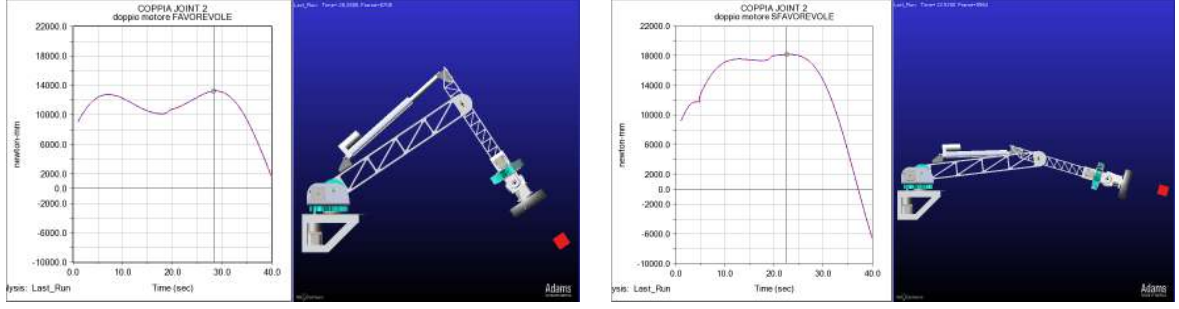 COPPIA JOINT 2
doppio motore FAVOREVOLE
22000.0
18000.0
14000.0
10000.0
6000.0
2000.0
0.0
-2000.0
-6000.0
-10000.0
newton-mm
0.0
10.0
20.0
30.0
40.0
lysis: Last_Run
Time (sec)
Adams
COPPIA JOINT 2
doppio motore SFAVOREVOLE
22000.0
18000.0
14000.0
10000.0
6000.0
2000.0
0.0
-2000.0
-6000.0
-10000.0
newton-mm
0.0
10.0
20.0
30.0
40.0
ysis: Last_Run
Time (sec)
Adams